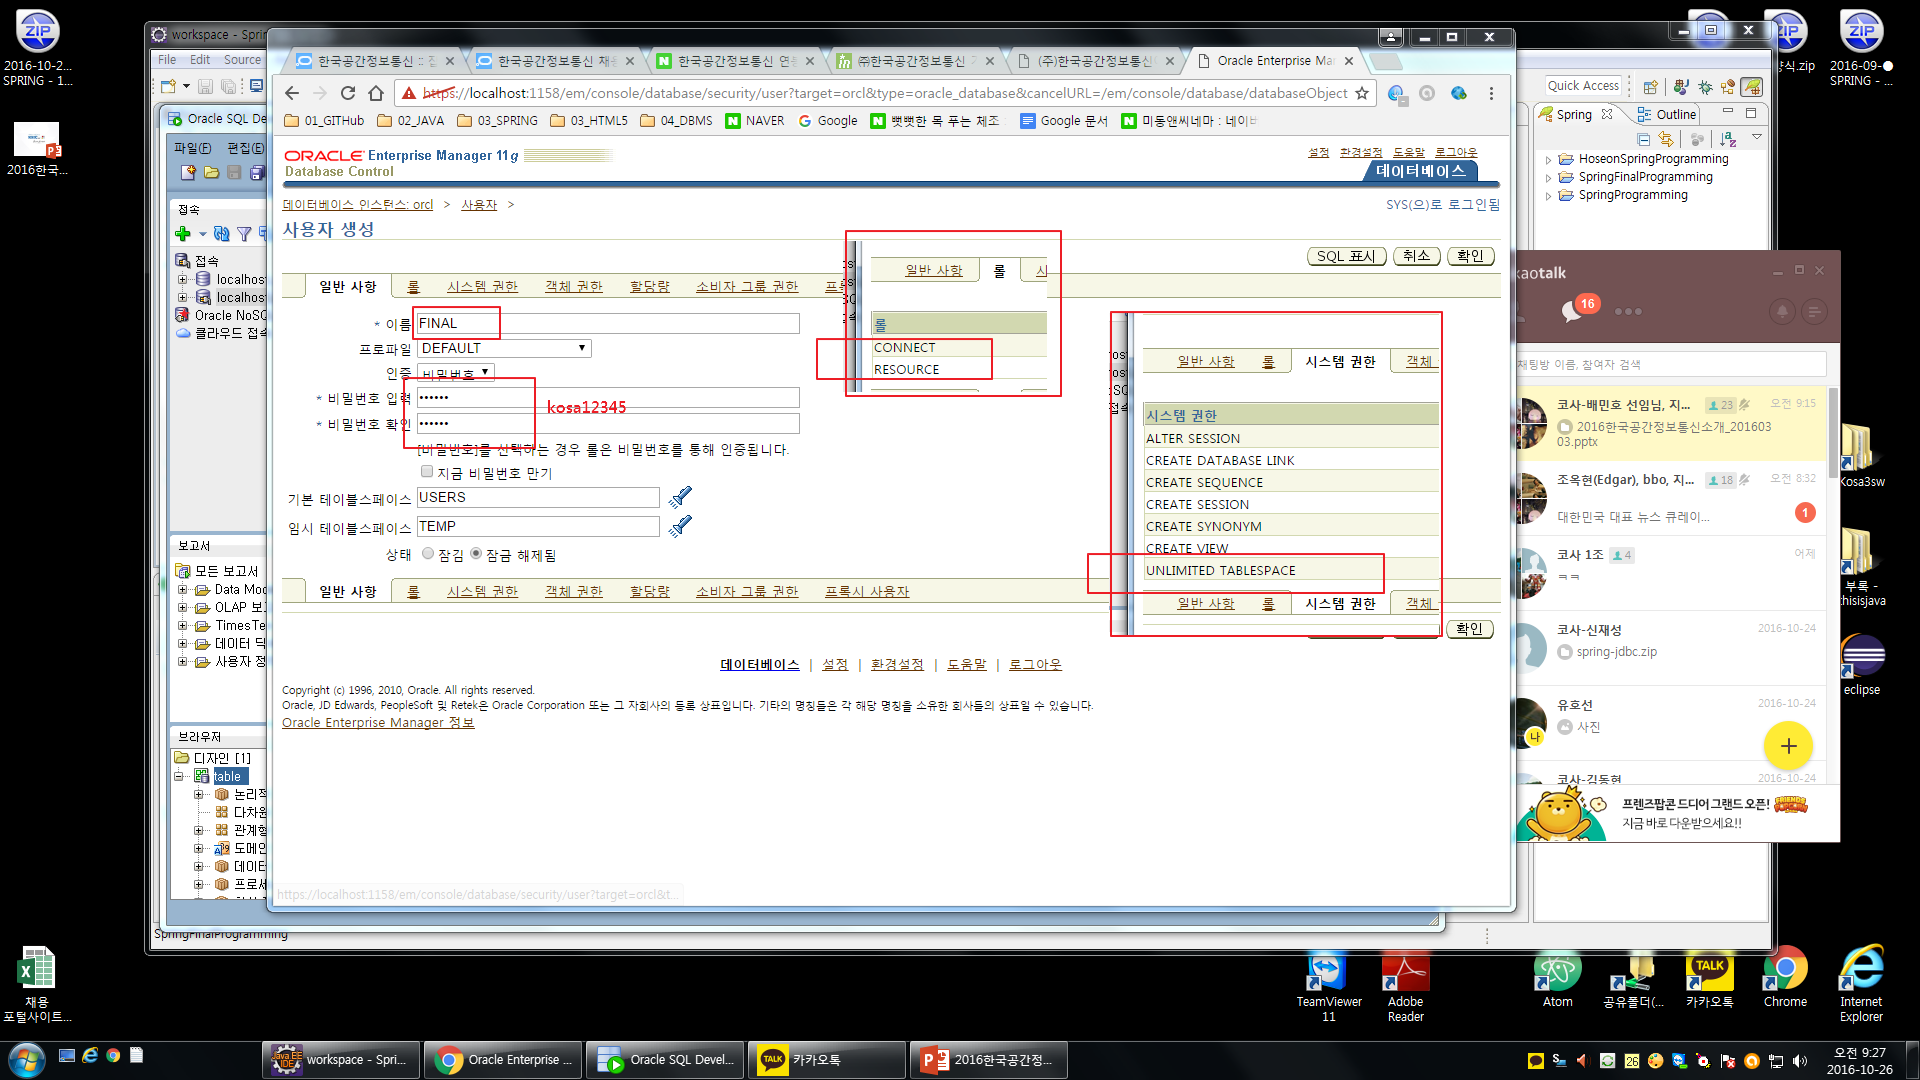 2016-10-2...
SPRING - 1...
2016한국...
workspace - Sprin
File Edit Source
Quick Access
Oracle SQL De
파일(F) 편집(E)
접속
접속
localhos
localhos
Oracle NoSQ
클라우드 접속
보고서
모든 보고서
Data Mod
OLAP 보고
TimesTe
데이터 딕
사용자 정
브라우저
디자인 [1]
table
논리적
다차원
관계형
도메인
데이터
프로세
SpringFinalProgramming
한국공간정보통신 :: 잡
한국공간정보통신 채용
한국공간정보통신 연봉
㈜한국공간정보통신 기
(주)한국공간정보통신
Oracle Enterprise Man
https://localhost:1158/em/console/database/security/user?target=orcl&type=oracle_database&cancelURL=/em/console/database/databaseObject
01_GITHub 02_JAVA 03_SPRING 03_HTML5 04_DBMS NAVER Google 뻣뻣한 목 푸는 체조 Google 문서 미동앤씨네마 : 네이버
ORACLE Enterprise Manager 11g
Database Control
설정 환경설정 도움말 로그아웃
데이터베이스
데이터베이스 인스턴스: orcl > 사용자 >
SYS(으)로 로그인됨
사용자 생성
SQL 표시 취소 확인
일반 사항 롤 시스템 권한 객체 권한 할당량 소비자 그룹 권한 프록
* 이름 FINAL
프로파일 DEFAULT
인증 비밀번호
* 비밀번호 입력 ••••••
kosa12345
* 비밀번호 확인 ••••••
[비밀번호]를 선택하는 경우 롤은 비밀번호를 통해 인증됩니다.
지금 비밀번호 만기
기본 테이블스페이스 USERS
임시 테이블스페이스 TEMP
상태 잠김 잠금 해제됨
일반 사항 롤 시스템 권한 객체 권한 할당량 소비자 그룹 권한 프록시 사용자
일반 사항 롤 시
롤
CONNECT
RESOURCE
일반 사항 롤 시스템 권한 객체
시스템 권한
ALTER SESSION
CREATE DATABASE LINK
CREATE SEQUENCE
CREATE SESSION
CREATE SYNONYM
CREATE VIEW
UNLIMITED TABLESPACE
일반 사항 롤 시스템 권한 객체
확인
데이터베이스 | 설정 | 환경설정 | 도움말 | 로그아웃
Copyright (c) 1996, 2010, Oracle. All rights reserved.
Oracle, JD Edwards, PeopleSoft 및 Retek은 Oracle Corporation 또는 그 자회사의 등록 상표입니다. 기타의 명칭들은 각 해당 명칭을 소유한 회사들의 상표일 수 있습니다.
Oracle Enterprise Manager 정보
https://localhost:1158/em/console/database/security/user?target=orcl&t...
Spring Outline
HoseonSpringProgramming
SpringFinalProgramming
SpringProgramming
kaotalk
16
채팅방 이름, 참여자 검색
코사-배민호 선임님, 지... 23 오전 9:15
2016한국공간정보통신소개_201603
03.pptx
조옥현(Edgar), bbo, 지... 18 오전 8:32
대한민국 대표 뉴스 큐레이... 1
코사 1조 4 어제
ㅋㅋ
코사-신재성 2016-10-24
spring-jdbc.zip
유호선 2016-10-24
사진
나
코사-김동현 2016-10-24
프렌즈팝콘 드디어 그랜드 오픈!
FRIENDS POPCORN
지금 바로 다운받으세요!!
ZIP
양식.zip
2016-09-
SPRING - ...
Kosa3sw
부록 -
thisisjava
eclipse
채용
포털사이트...
TeamViewer
11
Adobe
Reader
Atom
공유폴더(...
TALK
카카오톡
Chrome
Internet
Explorer
workspace - Spri...
Oracle Enterprise ...
Oracle SQL Devel...
카카오톡
2016한국공간정...
26
오전 9:27
2016-10-26